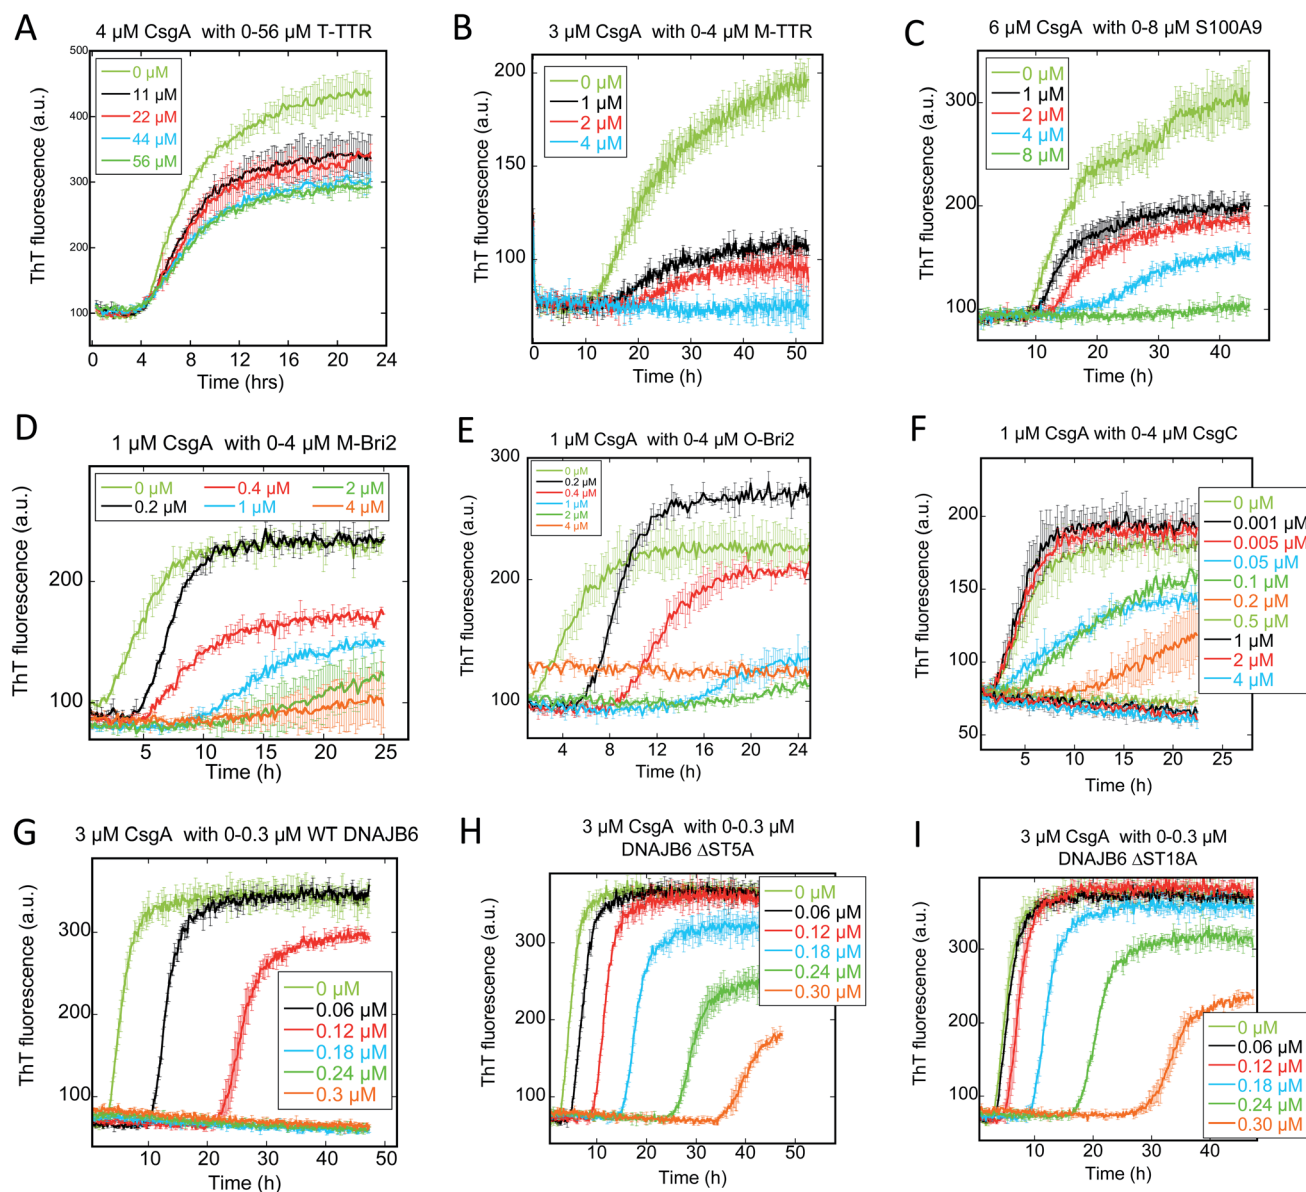 A
4 µM CsgA with 0-56 µM T-TTR
500
400
300
200
100
0 µM
11 µM
22 µM
44 µM
56 µM
ThT fluorescence (a.u.)
0 4 8 12 16 20 24
Time (hrs)
B
3 µM CsgA with 0-4 µM M-TTR
200
150
100
0 µM
1 µM
2 µM
4 µM
ThT fluorescence (a.u.)
0 10 20 30 40 50
Time (h)
C
6 µM CsgA with 0-8 µM S100A9
300
200
100
0 µM
1 µM
2 µM
4 µM
8 µM
ThT fluorescence (a.u.)
10 20 30 40
Time (h)
D
1 µM CsgA with 0-4 µM M-Bri2
200
100
0 µM 0.4 µM 2 µM
0.2 µM 1 µM 4 µM
ThT fluorescence (a.u.)
5 10 15 20 25
Time (h)
E
1 µM CsgA with 0-4 µM O-Bri2
300
200
100
0 µM
0.2 µM
0.4 µM
1 µM
2 µM
4 µM
ThT fluorescence (a.u.)
4 8 12 16 20 24
Time (h)
F
1 µM CsgA with 0-4 µM CsgC
200
150
100
50
0 µM
0.001 µM
0.005 µM
0.05 µM
0.1 µM
0.2 µM
0.5 µM
1 µM
2 µM
4 µM
ThT fluorescence (a.u.)
5 10 15 20 25
Time (h)
G
3 µM CsgA with 0-0.3 µM WT DNAJB6
300
200
100
0 µM
0.06 µM
0.12 µM
0.18 µM
0.24 µM
0.3 µM
ThT fluorescence (a.u.)
10 20 30 40 50
Time (h)
H
3 µM CsgA with 0-0.3 µM
DNAJB6 ΔST5A
300
200
100
0 µM
0.06 µM
0.12 µM
0.18 µM
0.24 µM
0.30 µM
ThT fluorescence (a.u.)
10 20 30 40 50
Time (h)
I
3 µM CsgA with 0-0.3 µM
DNAJB6 ΔST18A
300
200
100
0 µM
0.06 µM
0.12 µM
0.18 µM
0.24 µM
0.30 µM
ThT fluorescence (a.u.)
10 20 30 40
Time (h)